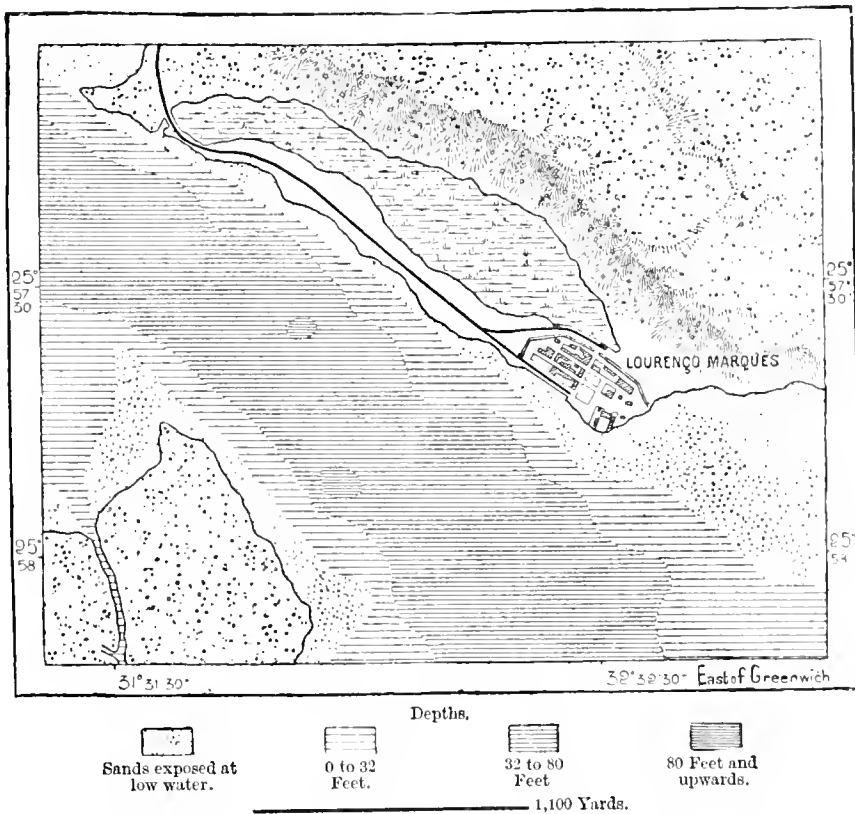 25°
57
30
25°
57
30
LOURENÇO MARQUES
25°
58
25°
58
31°31.30"
32°32.30" East of Greenwich
Depths.
Sands exposed at
low water.
0 to 32
Feet.
32 to 80
Feet
80 Feet and
upwards.
1,100 Yards.